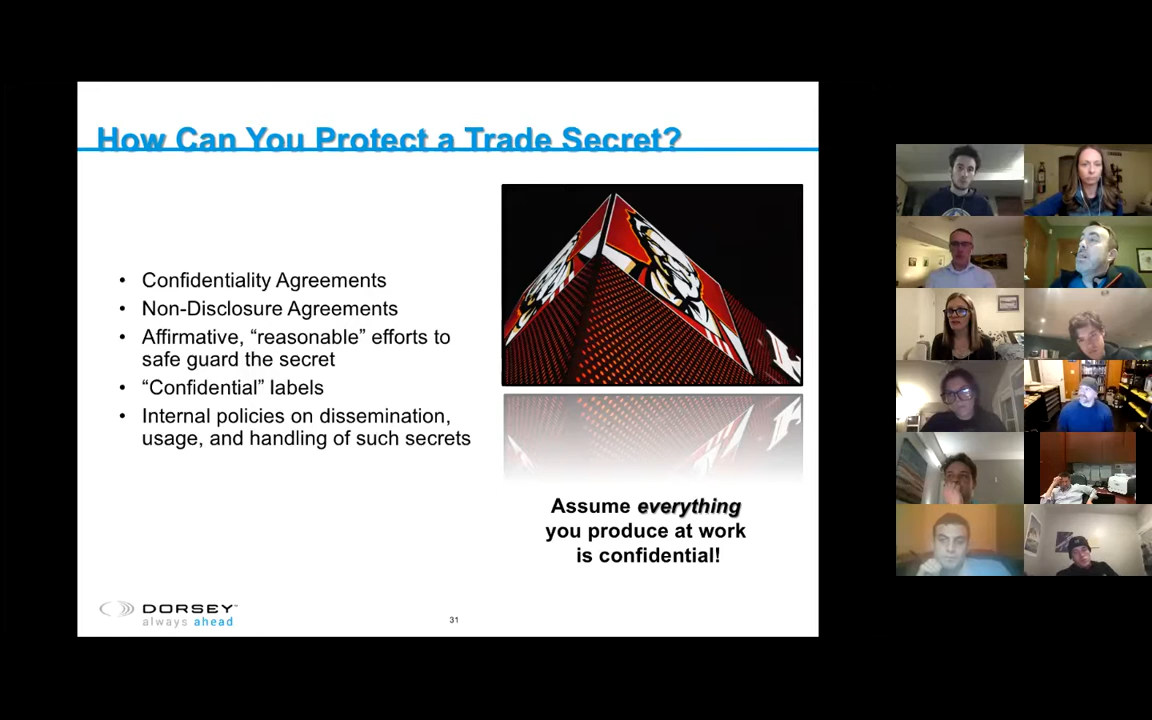 How Can You Protect a Trade Secret?
• Confidentiality Agreements
• Non-Disclosure Agreements
• Affirmative, “reasonable” efforts to
safe guard the secret
• “Confidential” labels
• Internal policies on dissemination,
usage, and handling of such secrets
Assume everything
you produce at work
is confidential!
DORSEY™
always ahead
31